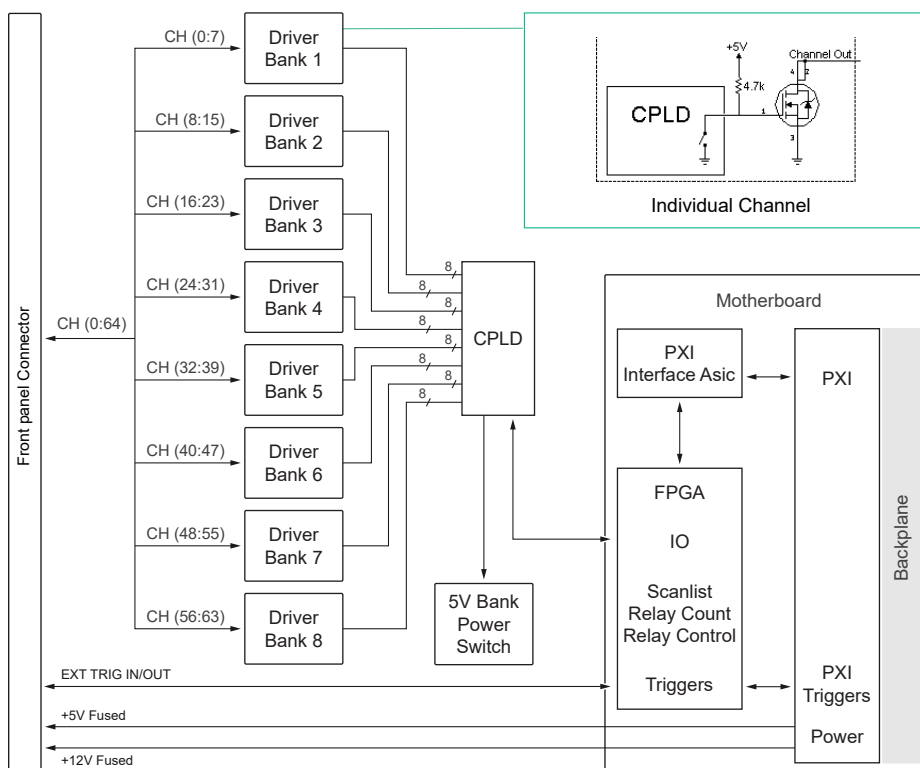 CH (0:7)
Driver
Bank 1
CH (8:15)
Driver
Bank 2
CH (16:23)
Driver
Bank 3
CH (24:31)
Driver
Bank 4
CH (0:64)
CH (32:39)
Driver
Bank 5
CH (40:47)
Driver
Bank 6
CH (48:55)
Driver
Bank 7
CH (56:63)
Driver
Bank 8
Front panel Connector
8
8
8
8
8
8
8
8
CPLD
5V Bank
Power
Switch
+5V
4.7k
CPLD
Channel Out
4
2
1
3
Individual Channel
Motherboard
PXI
Interface Asic
FPGA
IO
Scanlist
Relay Count
Relay Control
Triggers
PXI
PXI
Triggers
Power
Backplane
EXT TRIG IN/OUT
+5V Fused
+12V Fused